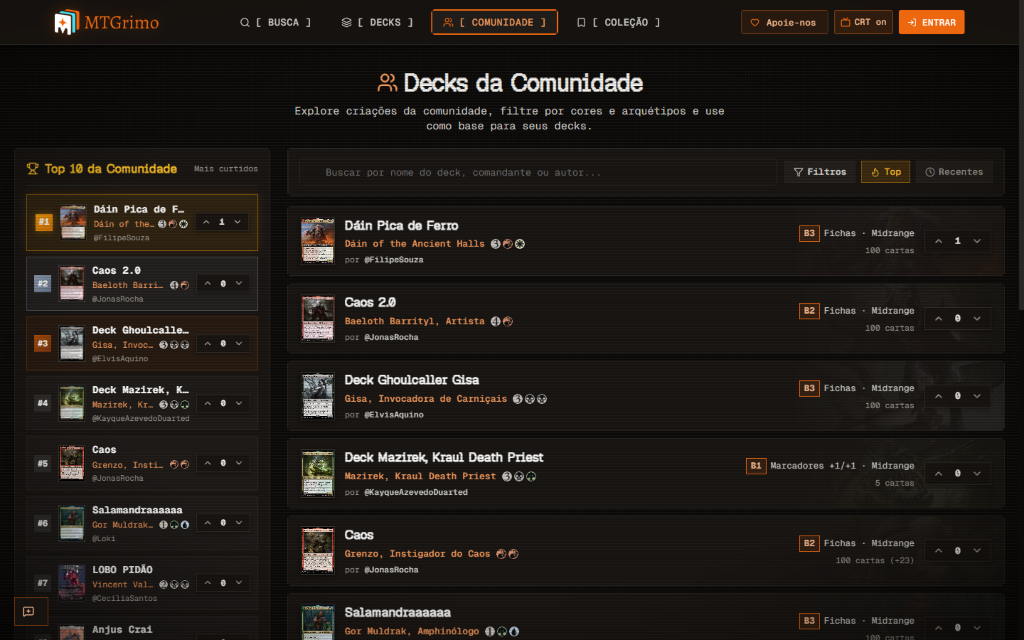 MTGrimo
[ BUSCA ]
[ DECKS ]
[ COMUNIDADE ]
[ COLEÇÃO ]
Apoie-nos
CRT on
ENTRAR
Decks da Comunidade
Explore criações da comunidade, filtre por cores e arquétipos e use
como base para seus decks.
Top 10 da Comunidade
Mais curtidos
#1
Dáin Pica de F…
Dáin of the…
@FilipeSouza
1
#2
Caos 2.0
Baeloth Barri…
@JonasRocha
0
#3
Deck Ghoulcalle…
Gisa, Invoc…
@ElvisAquino
0
#4
Deck Mazirek, K…
Mazirek, Kr…
@KayqueAzevedoDuarted
0
#5
Caos
Grenzo, Insti…
@JonasRocha
0
#6
Salamandraaaaaa
Gor Muldrak…
@Loki
0
#7
LOBO PIDÃO
Vincent Val…
@CeciliaSantos
0
Anjus Crai
Buscar por nome do deck, comandante ou autor...
Filtros
Top
Recentes
Dáin Pica de Ferro
Dáin of the Ancient Halls
por @FilipeSouza
B3 Fichas · Midrange
100 cartas
1
Caos 2.0
Baeloth Barrityl, Artista
por @JonasRocha
B2 Fichas · Midrange
100 cartas
0
Deck Ghoulcaller Gisa
Gisa, Invocadora de Carniçais
por @ElvisAquino
B3 Fichas · Midrange
100 cartas
0
Deck Mazirek, Kraul Death Priest
Mazirek, Kraul Death Priest
por @KayqueAzevedoDuarted
B1 Marcadores +1/+1 · Midrange
5 cartas
0
Caos
Grenzo, Instigador do Caos
por @JonasRocha
B2 Fichas · Midrange
100 cartas (+23)
0
Salamandraaaaaa
Gor Muldrak, Amphinólogo
B3 Fichas · Midrange
100 cartas
0